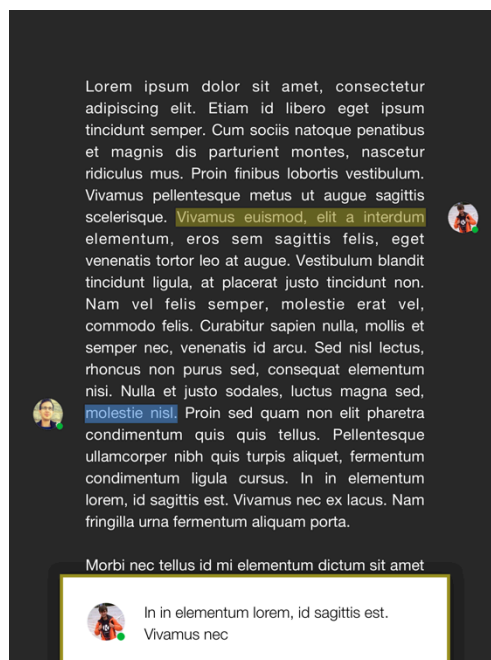 Lorem ipsum dolor sit amet, consectetur
adipiscing elit. Etiam id libero eget ipsum
tincidunt semper. Cum sociis natoque penatibus
et magnis dis parturient montes, nascetur
ridiculus mus. Proin finibus lobortis vestibulum.
Vivamus pellentesque metus ut augue sagittis
scelerisque. Vivamus euismod, elit a interdum
elementum, eros sem sagittis felis, eget
venenatis tortor leo at augue. Vestibulum blandit
tincidunt ligula, at placerat justo tincidunt non.
Nam vel felis semper, molestie erat vel,
commodo felis. Curabitur sapien nulla, mollis et
semper nec, venenatis id arcu. Sed nisl lectus,
rhoncus non purus sed, consequat elementum
nisi. Nulla et justo sodales, luctus magna sed,
molestie nisl. Proin sed quam non elit pharetra
condimentum quis quis tellus. Pellentesque
ullamcorper nibh quis turpis aliquet, fermentum
condimentum ligula cursus. In in elementum
lorem, id sagittis est. Vivamus nec ex lacus. Nam
fringilla urna fermentum aliquam porta.
Morbi nec tellus id mi elementum dictum sit amet
In in elementum lorem, id sagittis est.
Vivamus nec